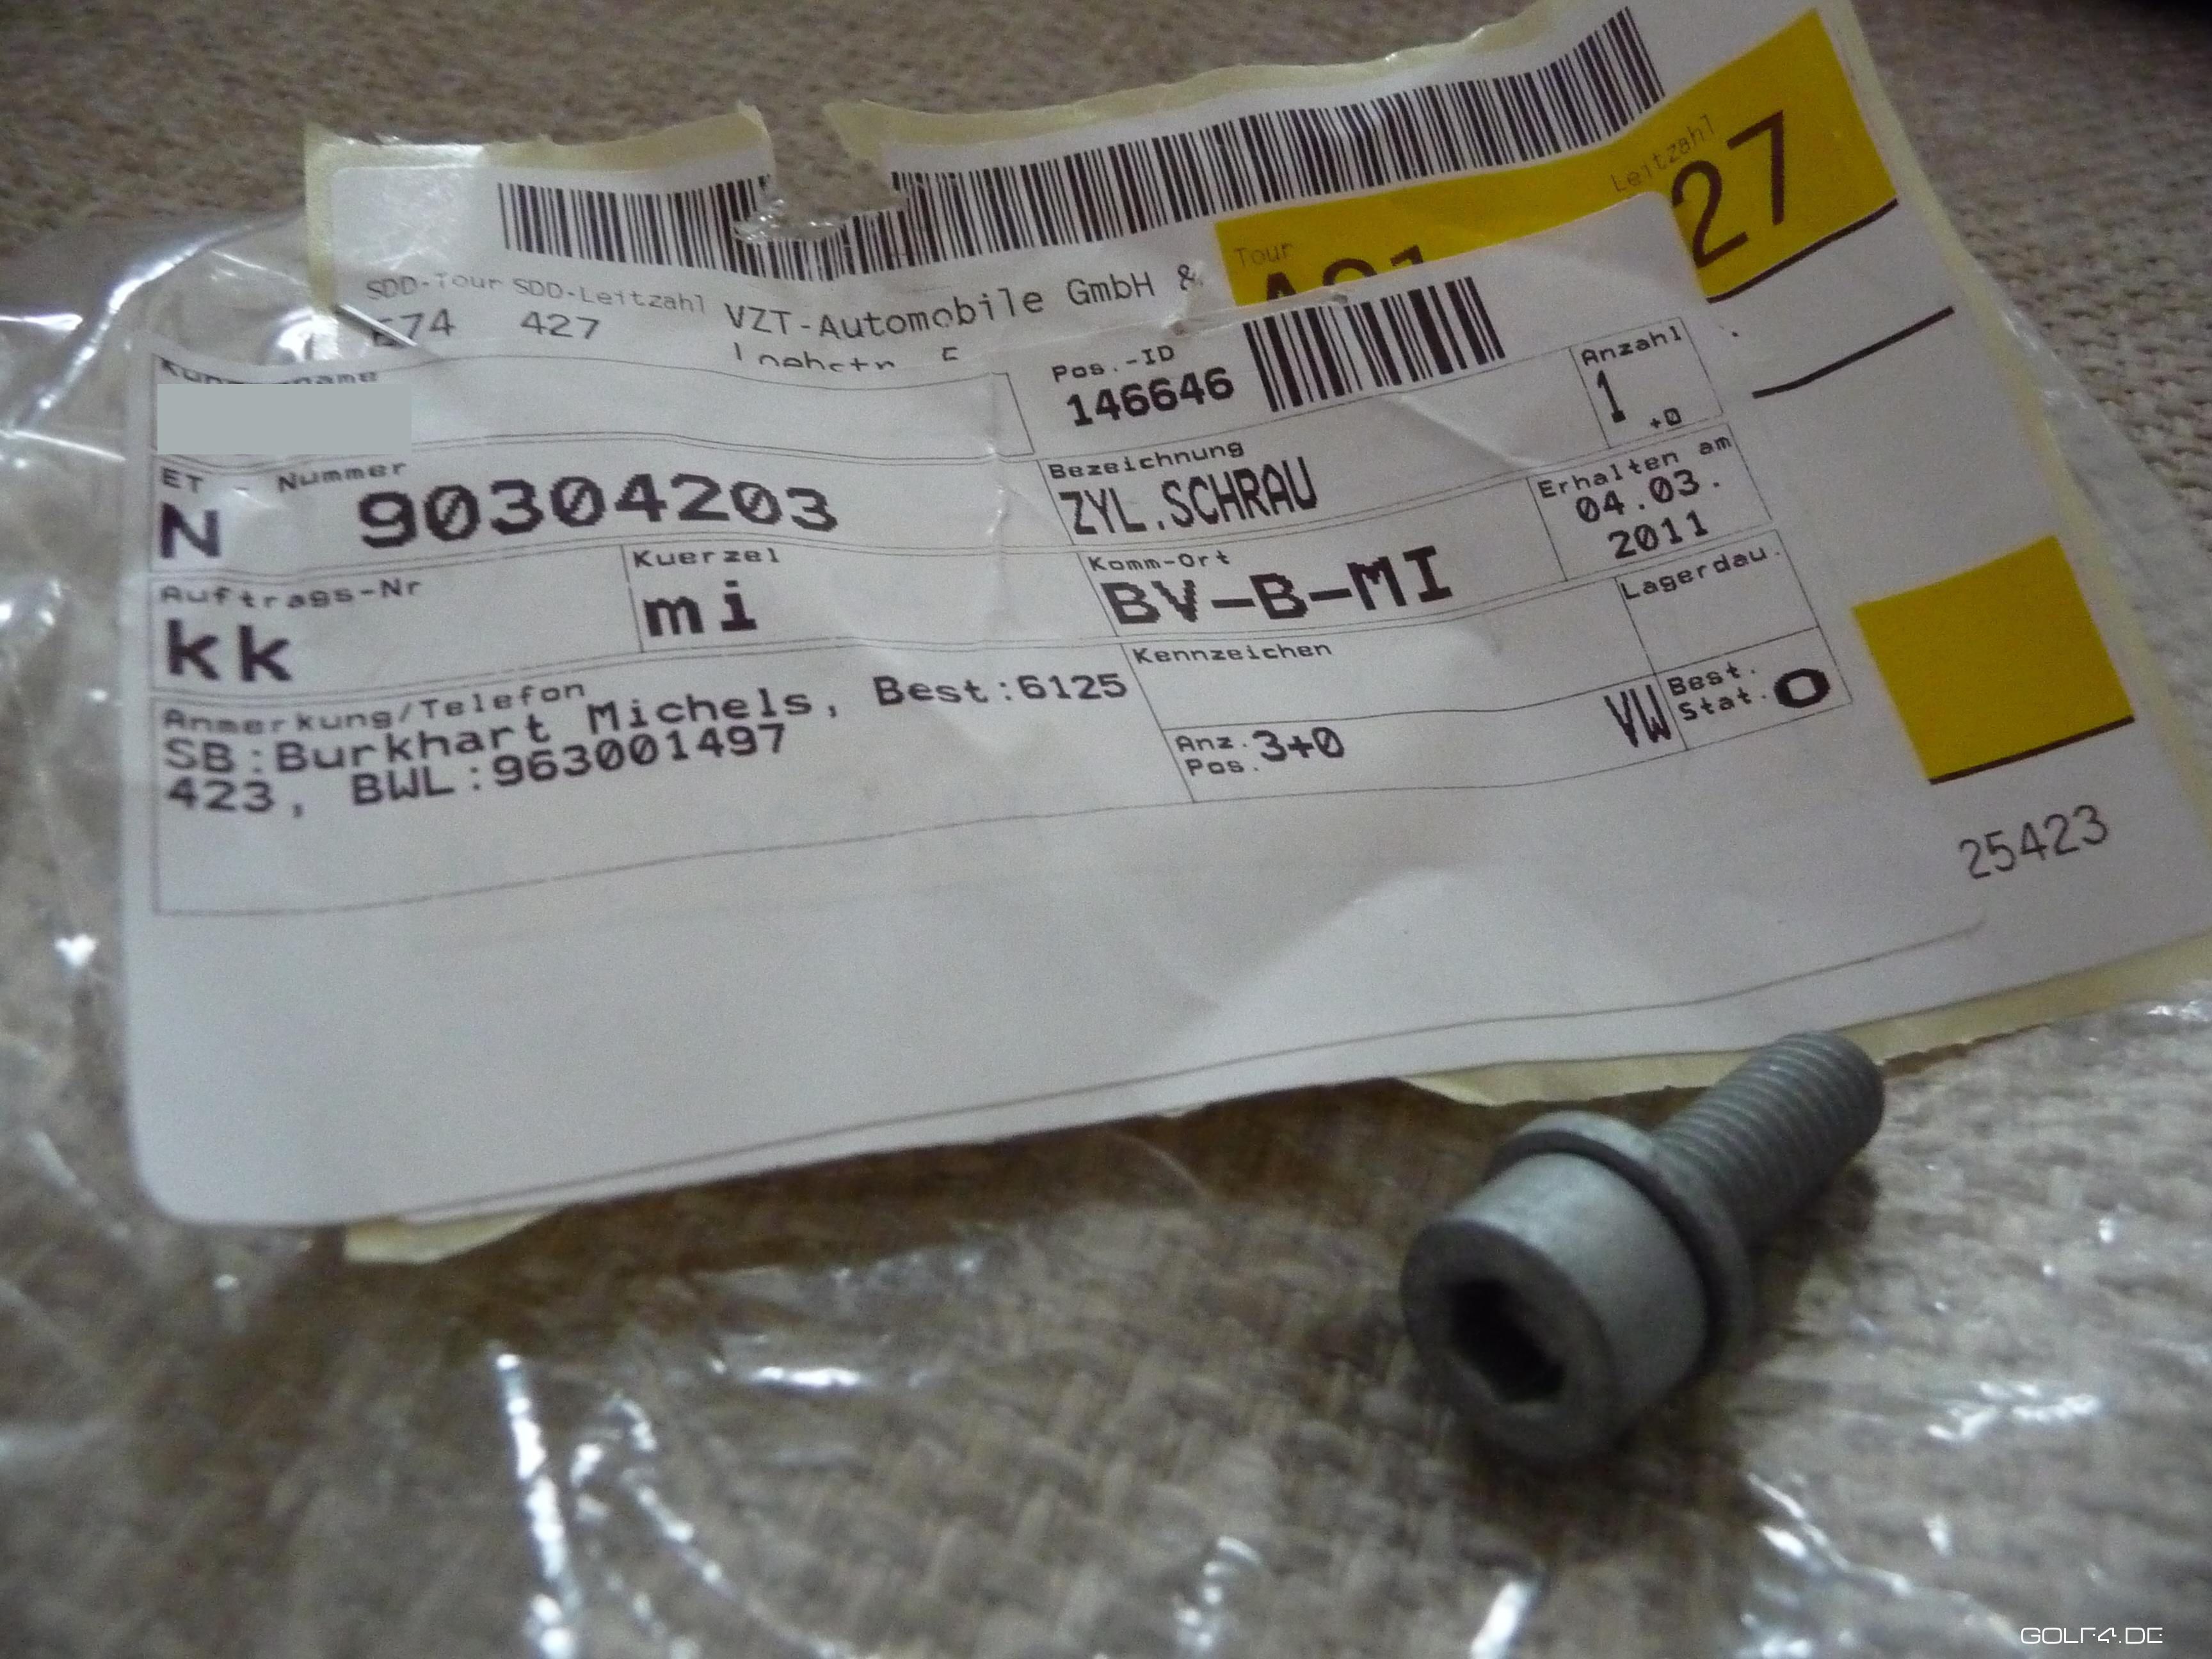 Leitzahl
27
Tour
SDD-Tour SDD-Leitzahl
427
VZT-Automobile GmbH &
Pos.-ID
146646
Anzahl
1 +0
ET - Nummer
N 90304203
Bezeichnung
ZYL.SCHRAU
Erhalten am
04.03.
2011
Auftrags-Nr
kk
Kuerzel
mi
Komm-Ort
BV-B-MI
Lagerdau.
Anmerkung/Telefon
SB:Burkhart Michels, Best:6125
423, BWL:963001497
Kennzeichen
VW
Best.
Stat. O
Anz.
Pos. 3+0
25423
GOLF4.DE